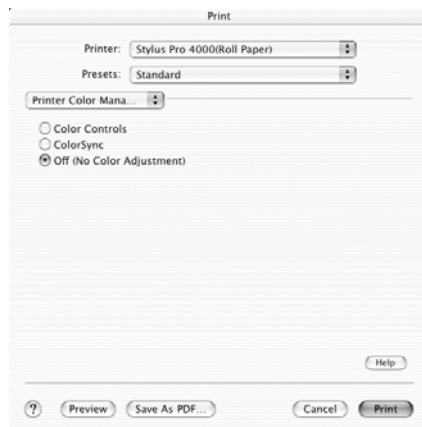 Print
Printer: Stylus Pro 4000(Roll Paper)
Presets: Standard
Printer Color Mana...
Color Controls
ColorSync
Off (No Color Adjustment)
Help
? Preview Save As PDF... Cancel Print